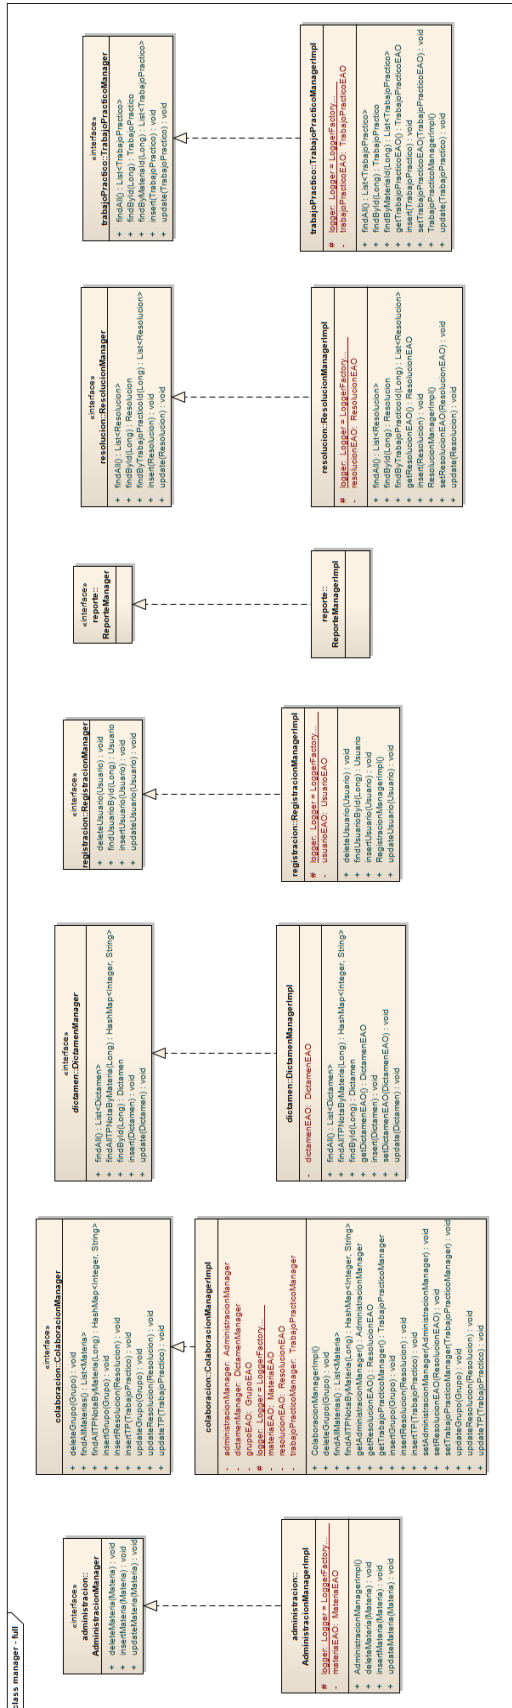 class manager - full
«interface»
administracion::
AdministracionManager
+ deleteMateria(Materia) : void
+ insertMateria(Materia) : void
+ updateMateria(Materia) : void
administracion::
AdministracionManagerImpl
# logger: Logger = LoggerFactory....
- materiaEAO: MateriaEAO
+ AdministracionManagerImpl()
+ deleteMateria(Materia) : void
+ insertMateria(Materia) : void
+ updateMateria(Materia) : void
«interface»
colaboracion::ColaboracionManager
+ deleteGrupo(Grupo) : void
+ findAllMaterias() : List<Materia>
+ findAllTPNotaByMateria(Long) : HashMap<Integer, String>
+ insertGrupo(Grupo) : void
+ insertResolucion(Resolucion) : void
+ insertTP(TrabajoPractico) : void
+ updateGrupo(Grupo) : void
+ updateResolucion(Resolucion) : void
+ updateTP(TrabajoPractico) : void
colaboracion::ColaboracionManagerImpl
- administracionManager: AdministracionManager
- dictamenManager: DictamenManager
- grupoEAO: GrupoEAO
# logger: Logger = LoggerFactory....
- materiaEAO: MateriaEAO
- resolucionEAO: ResolucionEAO
- trabajoPracticoManager: TrabajoPracticoManager
+ ColaboracionManagerImpl()
+ deleteGrupo(Grupo) : void
+ findAllMaterias() : List<Materia>
+ findAllTPNotaByMateria(Long) : HashMap<Integer, String>
+ getAdministracionManager() : AdministracionManager
+ getResolucionEAO() : ResolucionEAO
+ getTrabajoPracticoManager() : TrabajoPracticoManager
+ insertGrupo(Grupo) : void
+ insertResolucion(Resolucion) : void
+ insertTP(TrabajoPractico) : void
+ setAdministracionManager(AdministracionManager) : void
+ setResolucionEAO(ResolucionEAO) : void
+ setTrabajoPracticoManager(TrabajoPracticoManager) : void
+ updateGrupo(Grupo) : void
+ updateResolucion(Resolucion) : void
+ updateTP(TrabajoPractico) : void
«interface»
dictamen::DictamenManager
+ findAll() : List<Dictamen>
+ findAllTPNotaByMateria(Long) : HashMap<Integer, String>
+ findById(Long) : Dictamen
+ insert(Dictamen) : void
+ update(Dictamen) : void
dictamen::DictamenManagerImpl
- dictamenEAO: DictamenEAO
+ findAll() : List<Dictamen>
+ findAllTPNotaByMateria(Long) : HashMap<Integer, String>
+ findById(Long) : Dictamen
+ getDictamenEAO() : DictamenEAO
+ insert(Dictamen) : void
+ setDictamenEAO(DictamenEAO) : void
+ update(Dictamen) : void
«interface»
registracion::RegistracionManager
+ deleteUsuario(Usuario) : void
+ findUsuarioById(Long) : Usuario
+ insertUsuario(Usuario) : void
+ updateUsuario(Usuario) : void
registracion::RegistracionManagerImpl
# logger: Logger = LoggerFactory....
- usuarioEAO: UsuarioEAO
+ deleteUsuario(Usuario) : void
+ findUsuarioById(Long) : Usuario
+ insertUsuario(Usuario) : void
+ RegistracionManagerImpl()
+ updateUsuario(Usuario) : void
«interface»
reporte::
ReporteManager
reporte::
ReporteManagerImpl
«interface»
resolucion::ResolucionManager
+ findAll() : List<Resolucion>
+ findById(Long) : Resolucion
+ findByTrabajoPracticoId(Long) : List<Resolucion>
+ insert(Resolucion) : void
+ update(Resolucion) : void
resolucion::ResolucionManagerImpl
# logger: Logger = LoggerFactory....
- resolucionEAO: ResolucionEAO
+ findAll() : List<Resolucion>
+ findById(Long) : Resolucion
+ findByTrabajoPracticoId(Long) : List<Resolucion>
+ getResolucionEAO() : ResolucionEAO
+ insert(Resolucion) : void
+ ResolucionManagerImpl()
+ setResolucionEAO(ResolucionEAO) : void
+ update(Resolucion) : void
«interface»
trabajoPractico::TrabajoPracticoManager
+ findAll() : List<TrabajoPractico>
+ findById(Long) : TrabajoPractico
+ findByMateriaId(Long) : List<TrabajoPractico>
+ insert(TrabajoPractico) : void
+ update(TrabajoPractico) : void
trabajoPractico::TrabajoPracticoManagerImpl
# logger: Logger = LoggerFactory....
- trabajoPracticoEAO: TrabajoPracticoEAO
+ findAll() : List<TrabajoPractico>
+ findById(Long) : TrabajoPractico
+ findByMateriaId(Long) : List<TrabajoPractico>
+ getTrabajoPracticoEAO() : TrabajoPracticoEAO
+ insert(TrabajoPractico) : void
+ setTrabajoPracticoEAO(TrabajoPracticoEAO) : void
+ TrabajoPracticoManagerImpl()
+ update(TrabajoPractico) : void